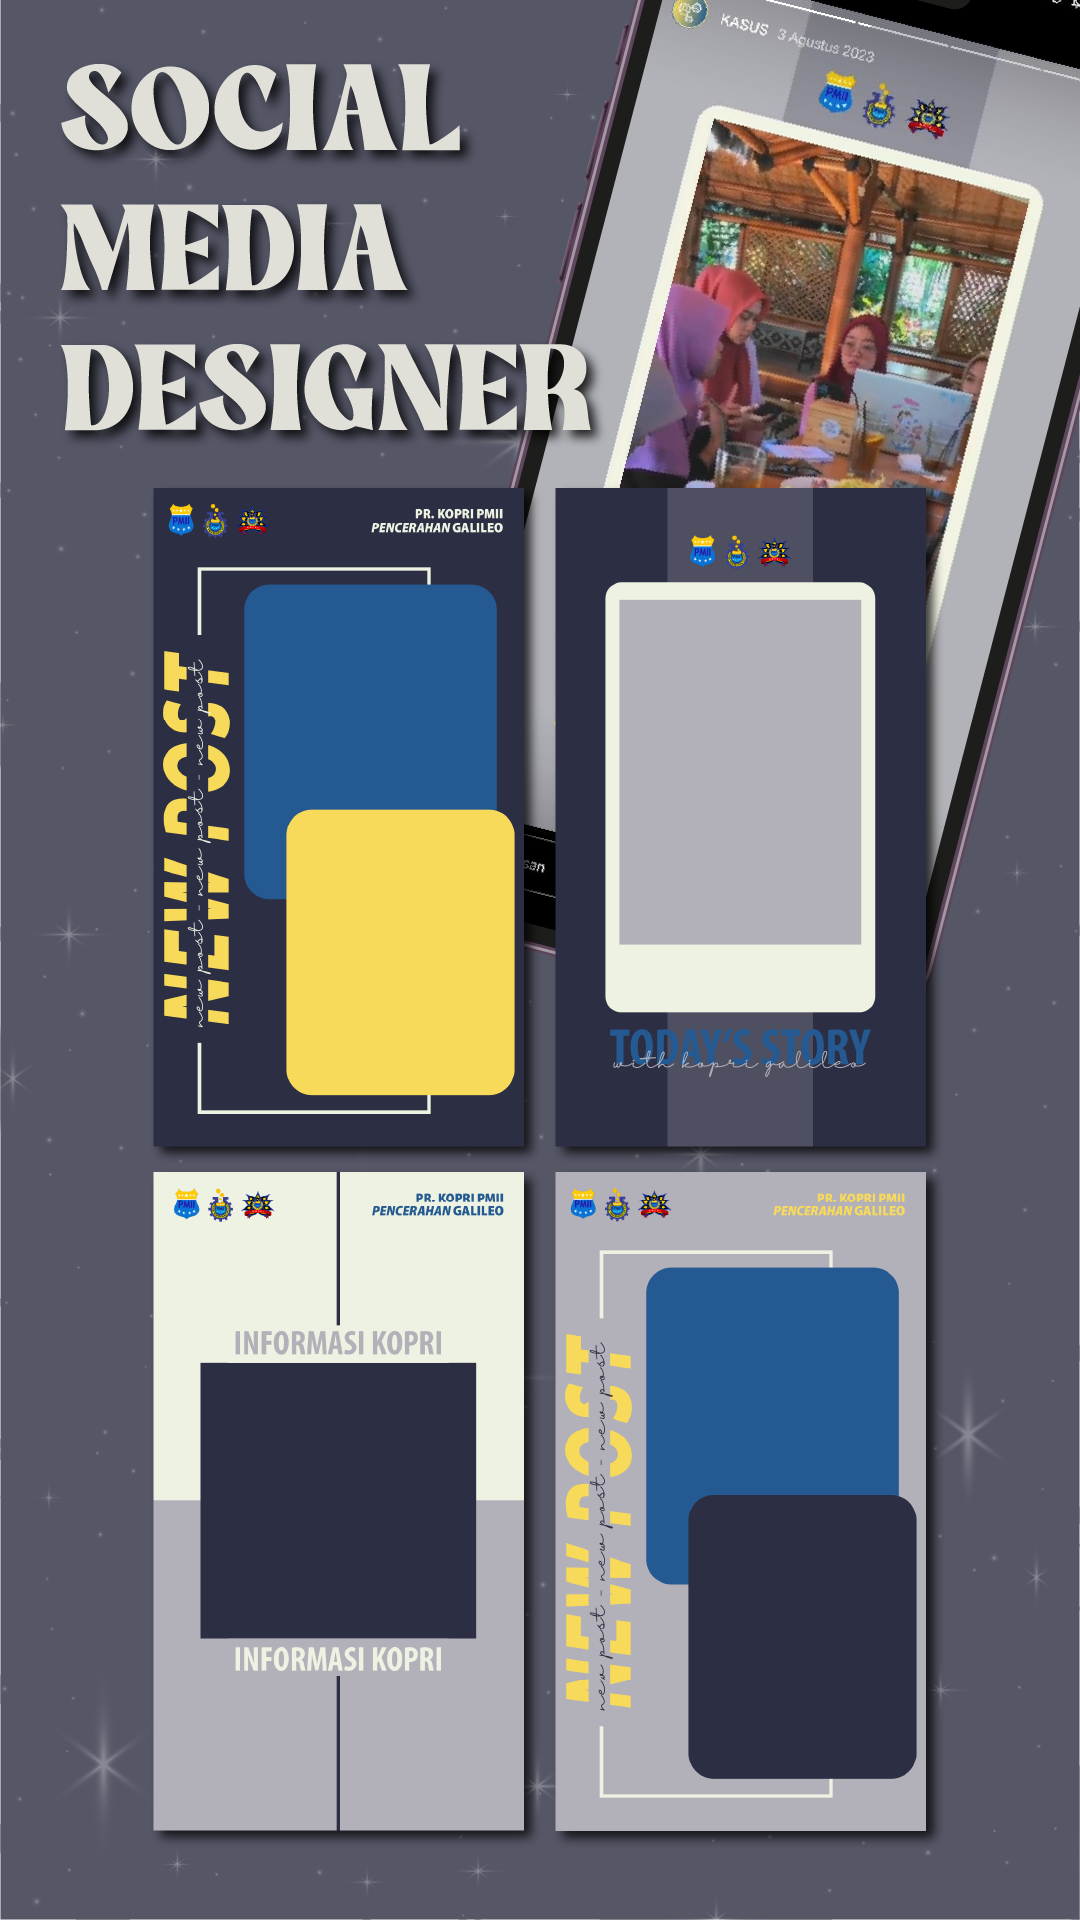 SOCIAL
MEDIA
DESIGNER
KASUS 3 Agustus 2023
PMII
PMII
PR. KOPRI PMII
PENCERAHAN GALILEO
NEW POST
new post - new post - new post
PMII
TODAY'S STORY
with kopri galileo
san
PMII
PR. KOPRI PMII
PENCERAHAN GALILEO
INFORMASI KOPRI
INFORMASI KOPRI
PMII
PR. KOPRI PMII
PENCERAHAN GALILEO
NEW POST
new post - new post - new post